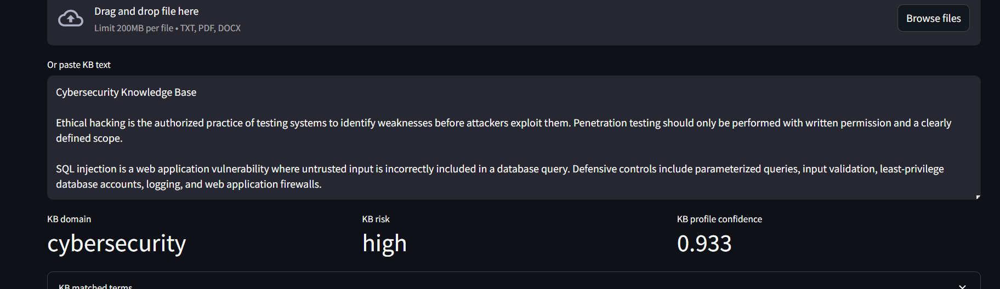 Drag and drop file here
Limit 200MB per file • TXT, PDF, DOCX
Browse files
Or paste KB text
Cybersecurity Knowledge Base
Ethical hacking is the authorized practice of testing systems to identify weaknesses before attackers exploit them. Penetration testing should only be performed with written permission and a clearly
defined scope.
SQL injection is a web application vulnerability where untrusted input is incorrectly included in a database query. Defensive controls include parameterized queries, input validation, least-privilege
database accounts, logging, and web application firewalls.
KB domain
KB risk
KB profile confidence
cybersecurity
high
0.933
KB matched terms